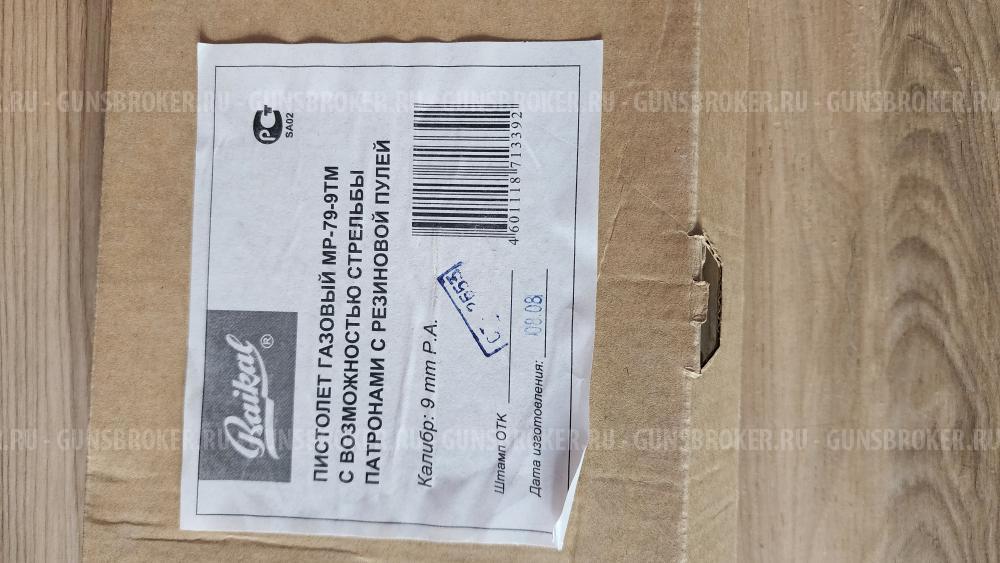 Baikal
®
РСТ
SA02
ПИСТОЛЕТ ГАЗОВЫЙ МР-79-9ТМ
С ВОЗМОЖНОСТЬЮ СТРЕЛЬБЫ
ПАТРОНАМИ С РЕЗИНОВОЙ ПУЛЕЙ
Калибр: 9 mm P.A.
4601118713392
Штамп ОТК
Дата изготовления: 08.08.
.RU - GUNSBROKER.RU - GUNSBROKER.RU - GUNSBROKER.RU - GUNSBROKER.RU
.RU - GUNSBROKER.RU - GUNSBROKER.RU - GUNSBROKER.RU - GUNSBROKER.RU